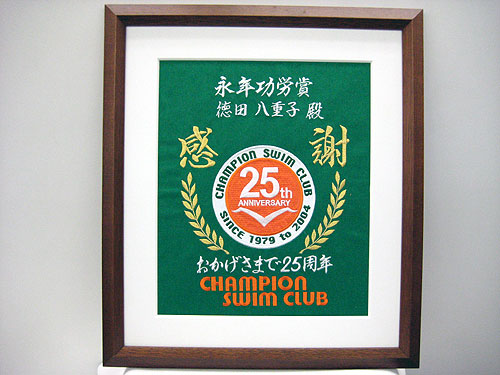 永年功労賞
徳田 八重子 殿
感 謝
CHAMPION SWIM CLUB
25th
ANNIVERSARY
SINCE 1979 to 2004
おかげさまで25周年
CHAMPION
SWIM CLUB